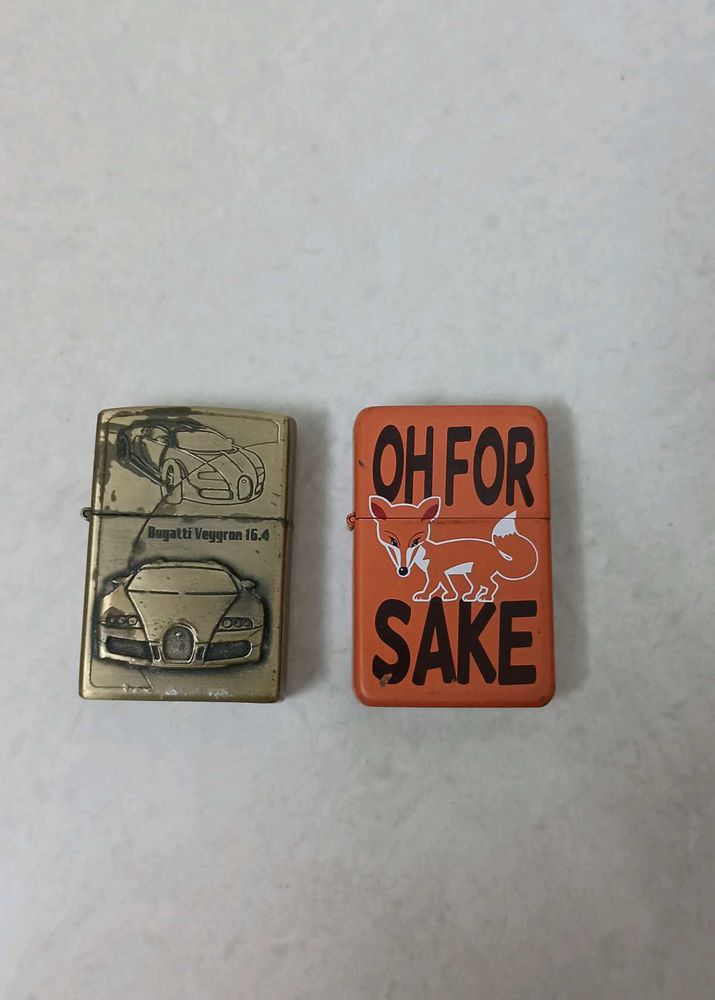 Bugatti Veyyron 16.4
OH FOR
SAKE